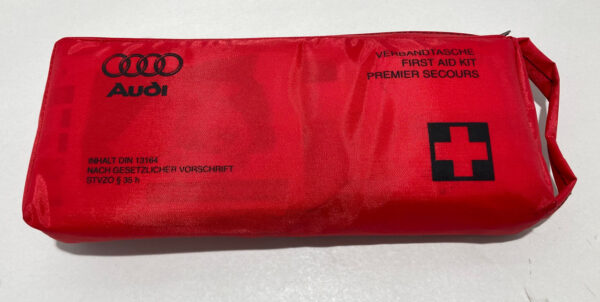 Audi
VERBANDTASCHE
FIRST AID KIT
PREMIER SECOURS
INHALT DIN 13164
NACH GESETZLICHER VORSCHRIFT
STVZO § 35 h